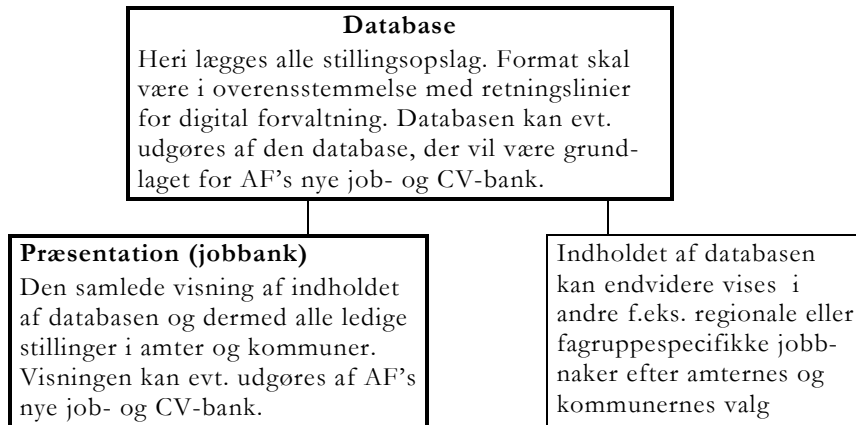 Database
Heri lægges alle stillingsopslag. Format skal
være i overensstemmelse med retningslinier
for digital forvaltning. Databasen kan evt.
udgøres af den database, der vil være grund-
laget for AF's nye job- og CV-bank.
Præsentation (jobbank)
Den samlede visning af indholdet
af databasen og dermed alle ledige
stillinger i amter og kommuner.
Visningen kan evt. udgøres af AF's
nye job- og CV-bank.
Indholdet af databasen
kan endvidere vises i
andre f.eks. regionale eller
fagruppespecifikke jobb-
naker efter amternes og
kommunernes valg